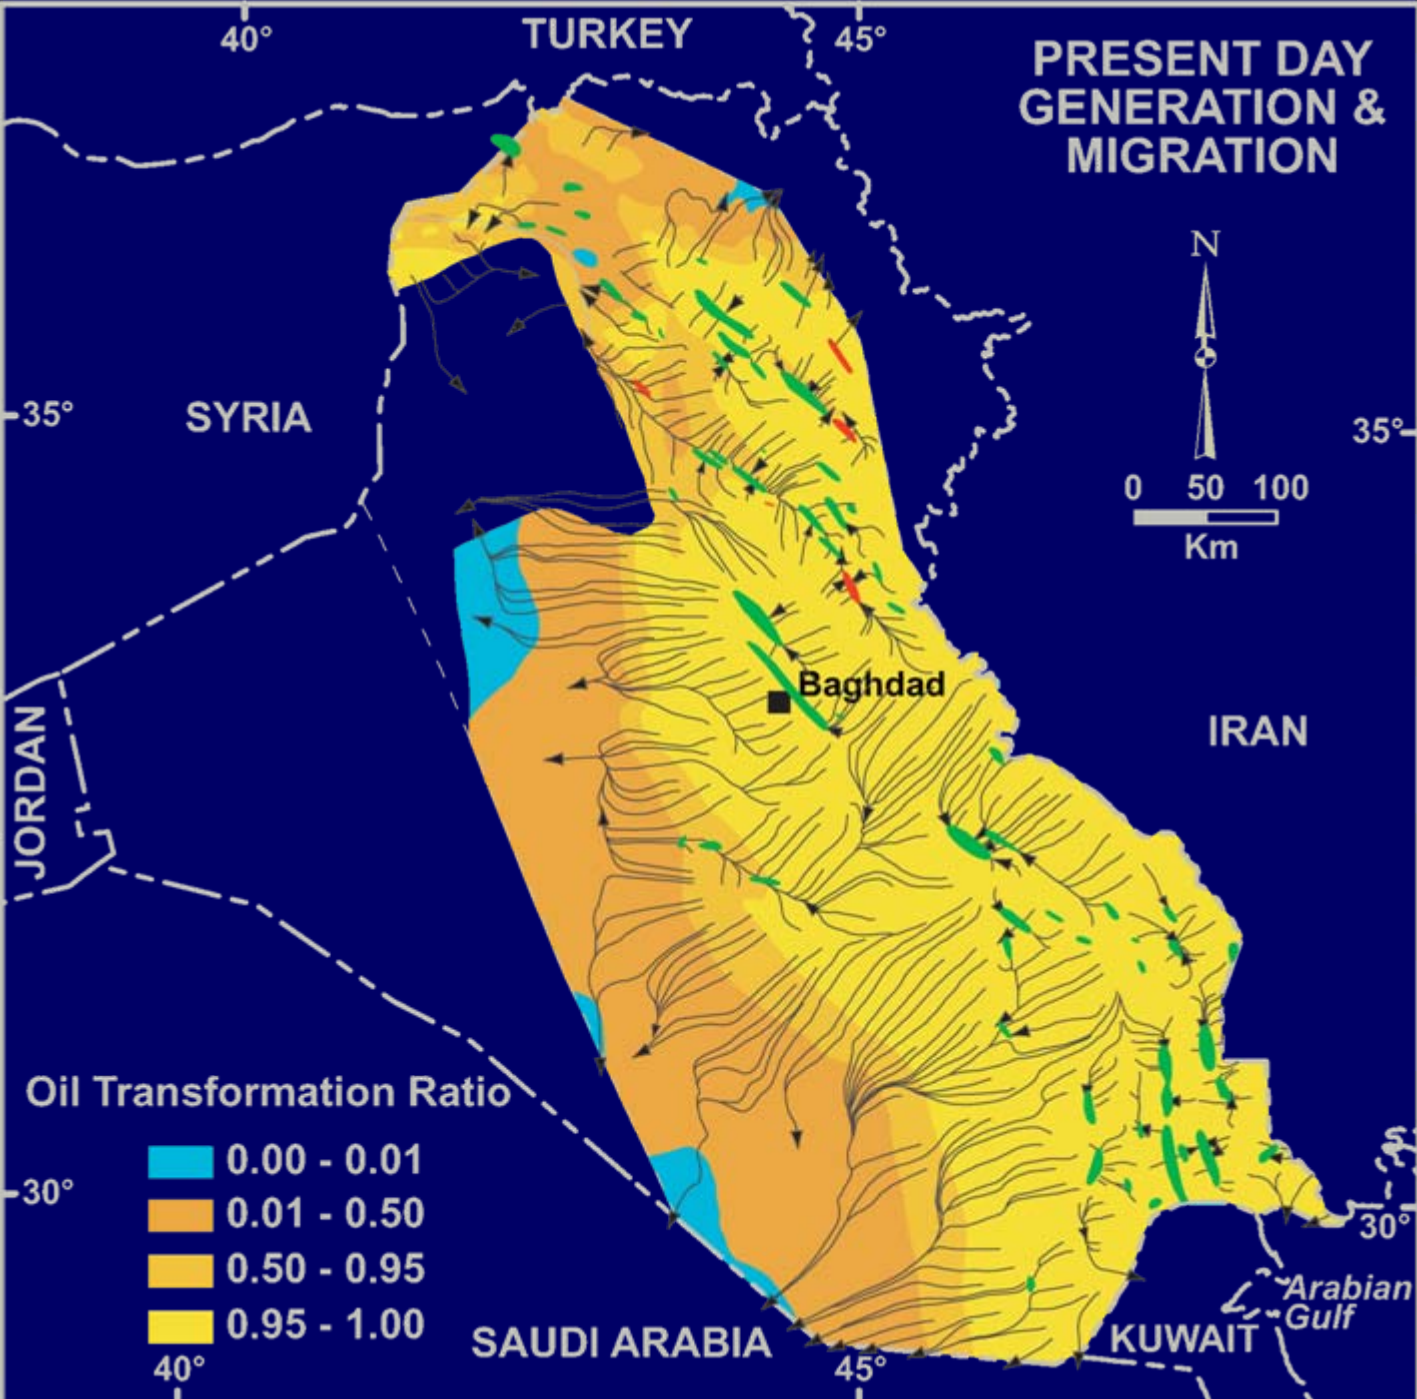 40°
TURKEY
45°
PRESENT DAY
GENERATION &
MIGRATION
N
SYRIA
35°
35°
0 50 100
Km
Baghdad
IRAN
JORDAN
Oil Transformation Ratio
0.00 - 0.01
0.01 - 0.50
0.50 - 0.95
0.95 - 1.00
30°
30°
Arabian
Gulf
SAUDI ARABIA
KUWAIT
40°
45°